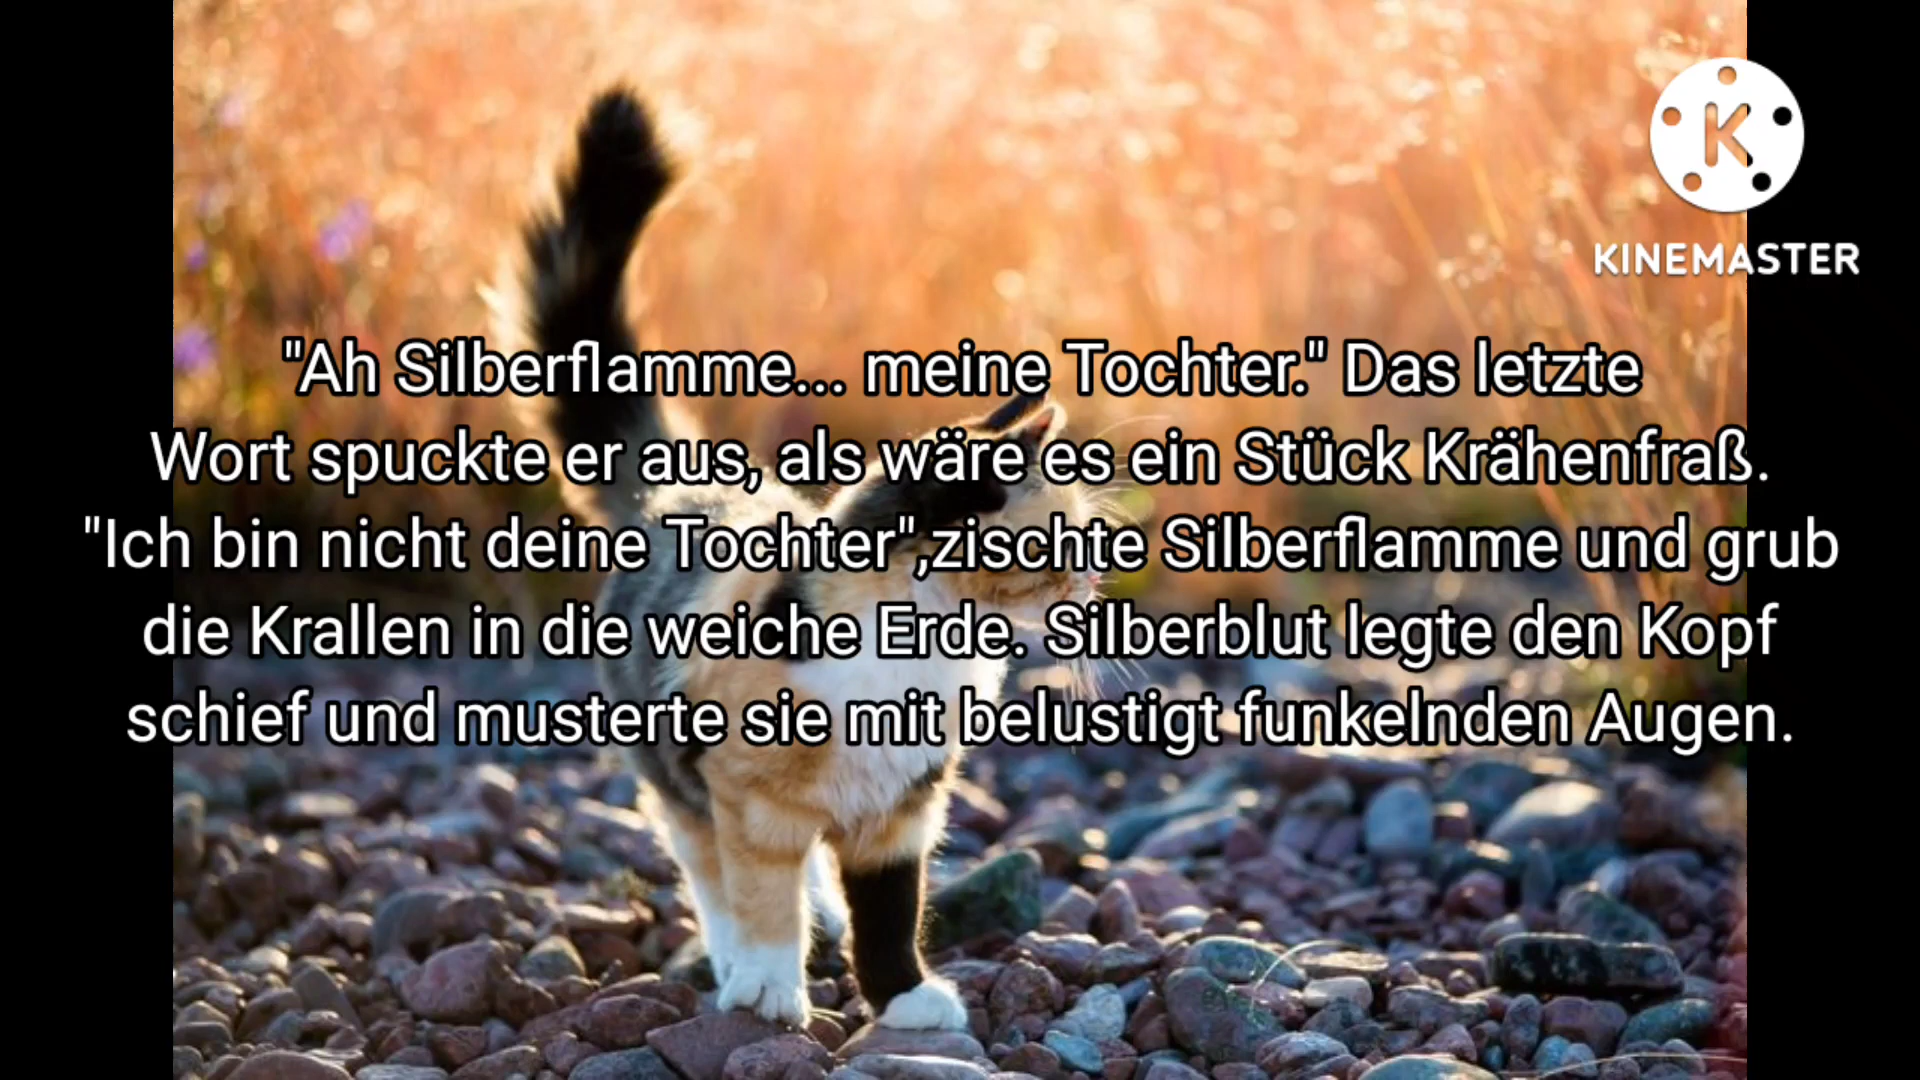 KINEMASTER
"Ah Silberflamme... meine Tochter." Das letzte
Wort spuckte er aus, als wäre es ein Stück Krähenfraß.
"Ich bin nicht deine Tochter",zischte Silberflamme und grub
die Krallen in die weiche Erde. Silberblut legte den Kopf
schief und musterte sie mit belustigt funkelnden Augen.